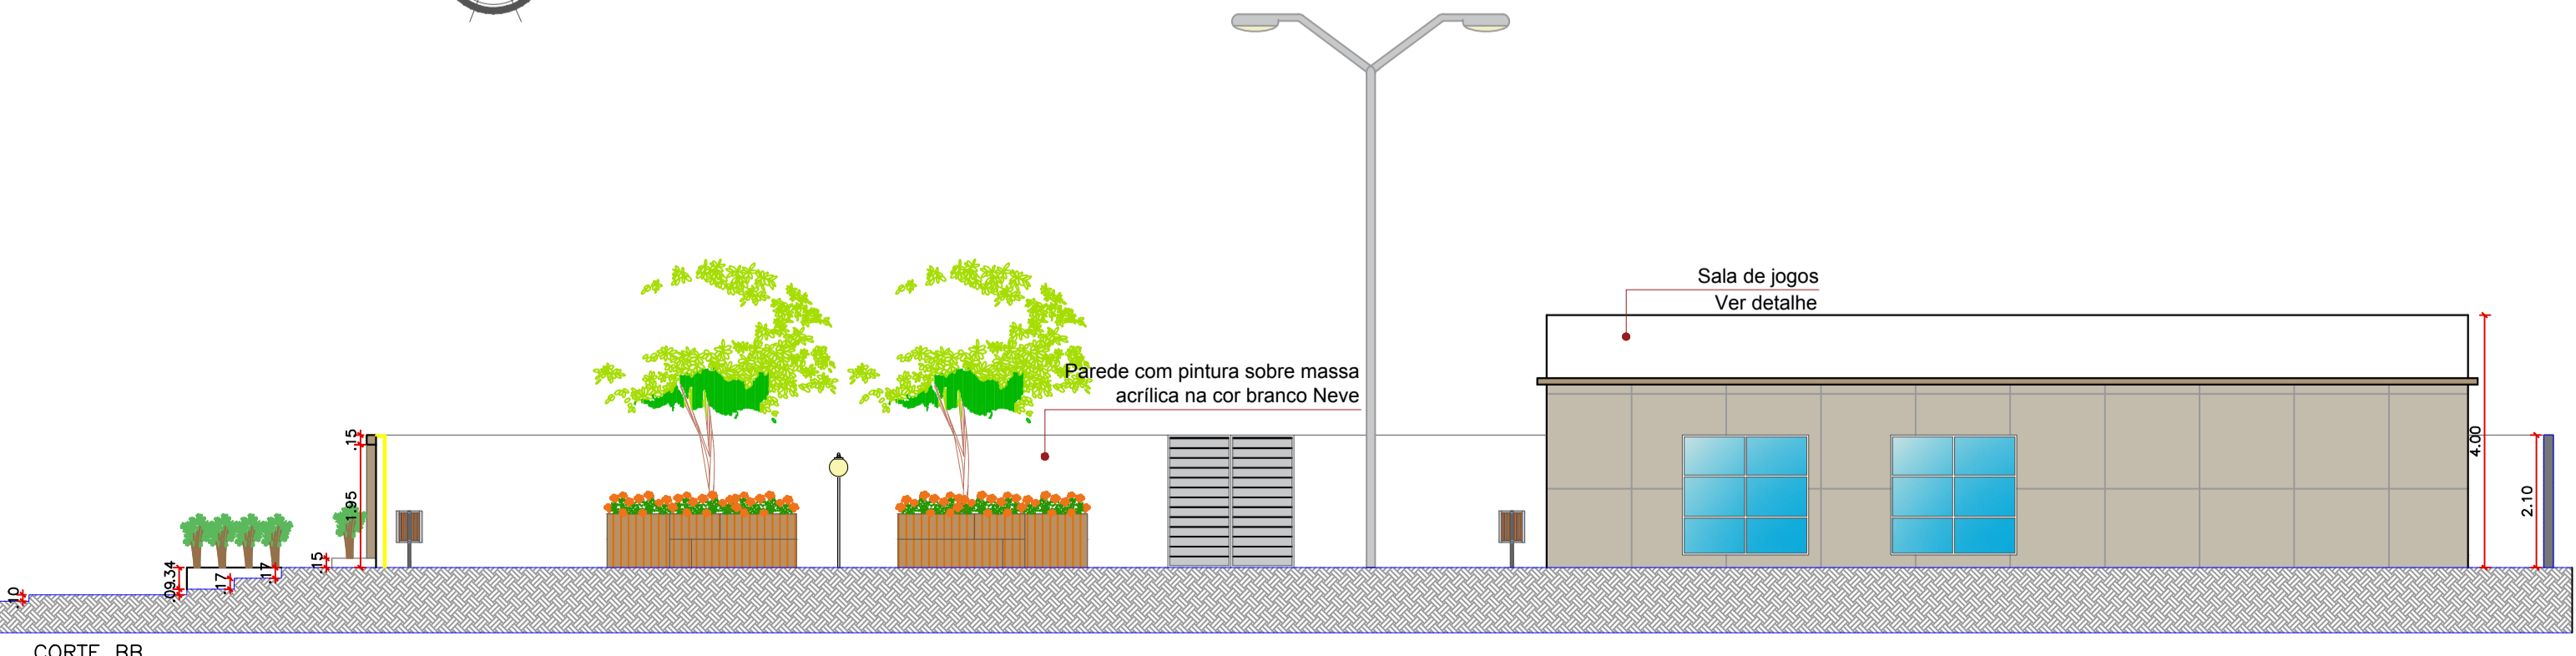 Sala de jogos
Ver detalhe
Parede com pintura sobre massa
acrílica na cor branco Neve
.15
1.95
.15
4.00
2.10
.34
.09
.17
.17
.10
CORTE BB